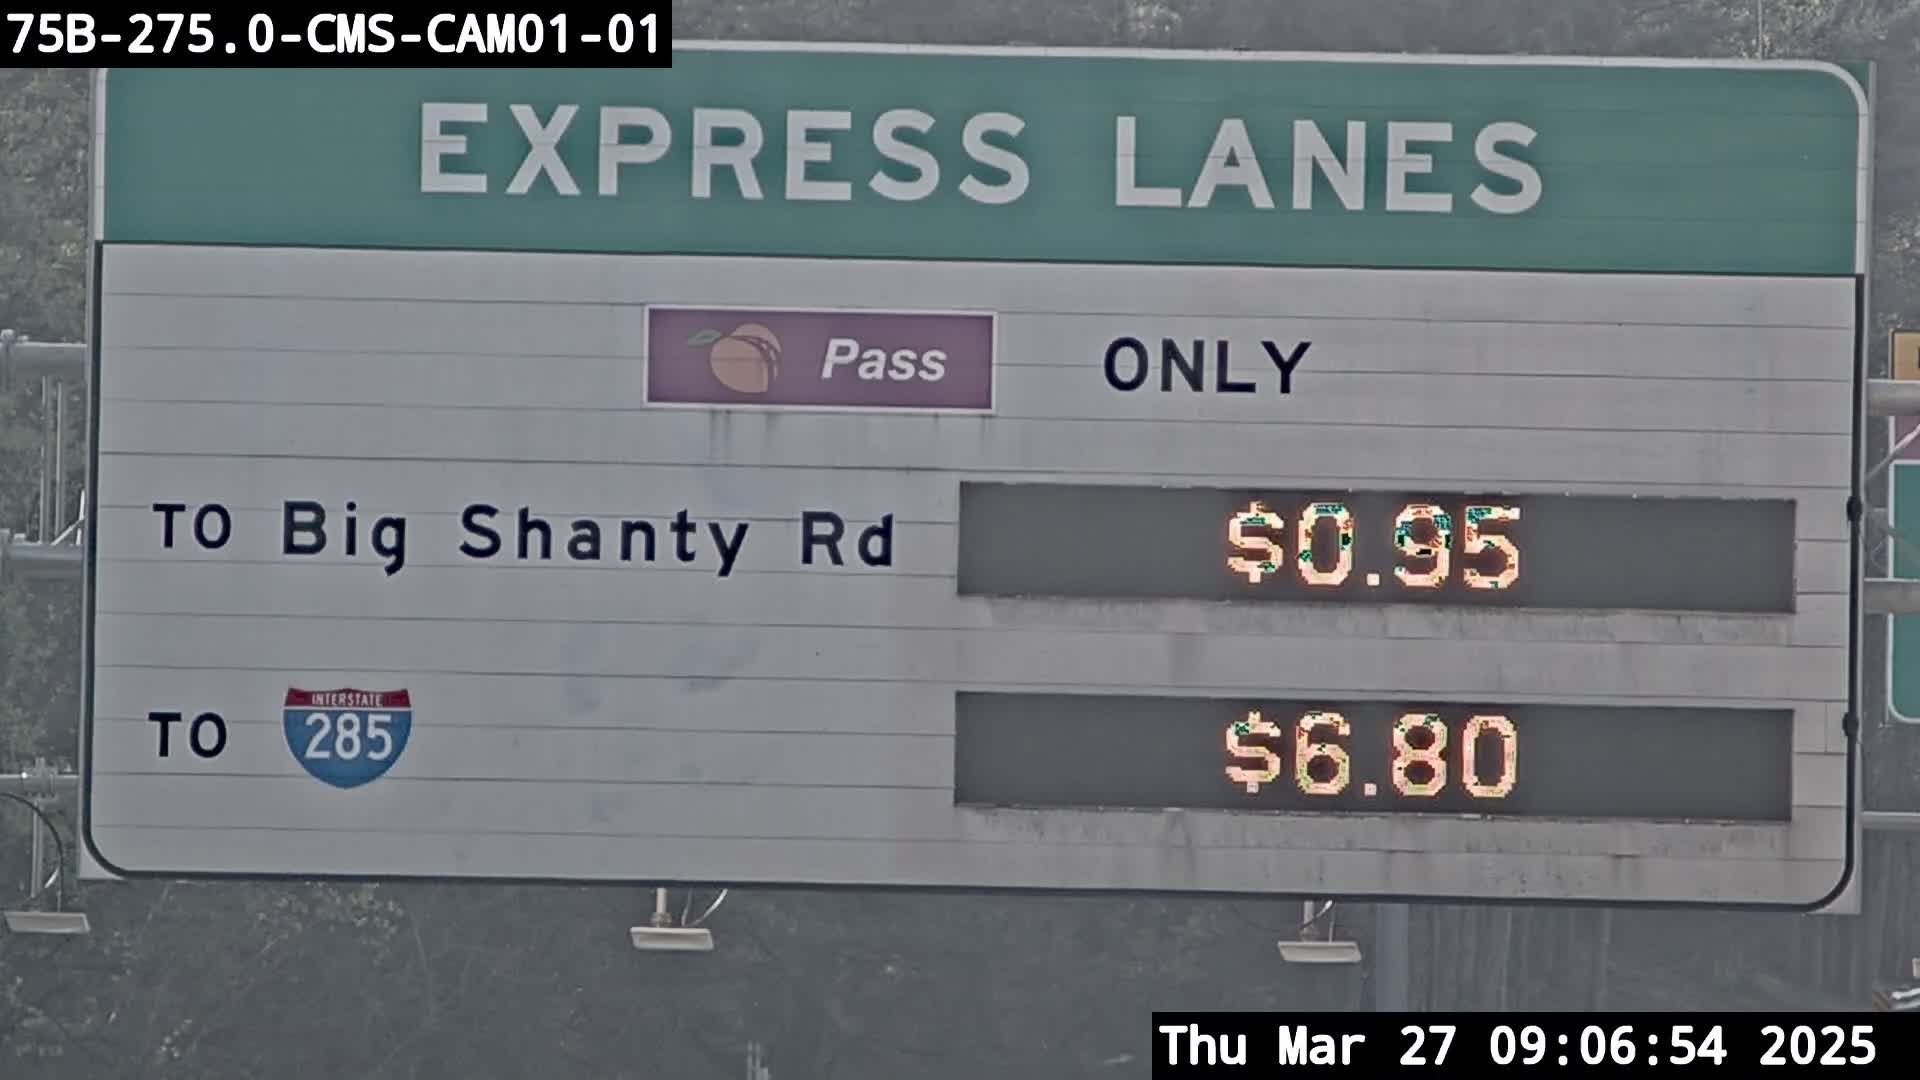 75B-275.0-CMS-CAM01-01
EXPRESS LANES
Pass ONLY
TO Big Shanty Rd $0.95
INTERSTATE
TO 285 $6.80
Thu Mar 27 09:06:54 2025